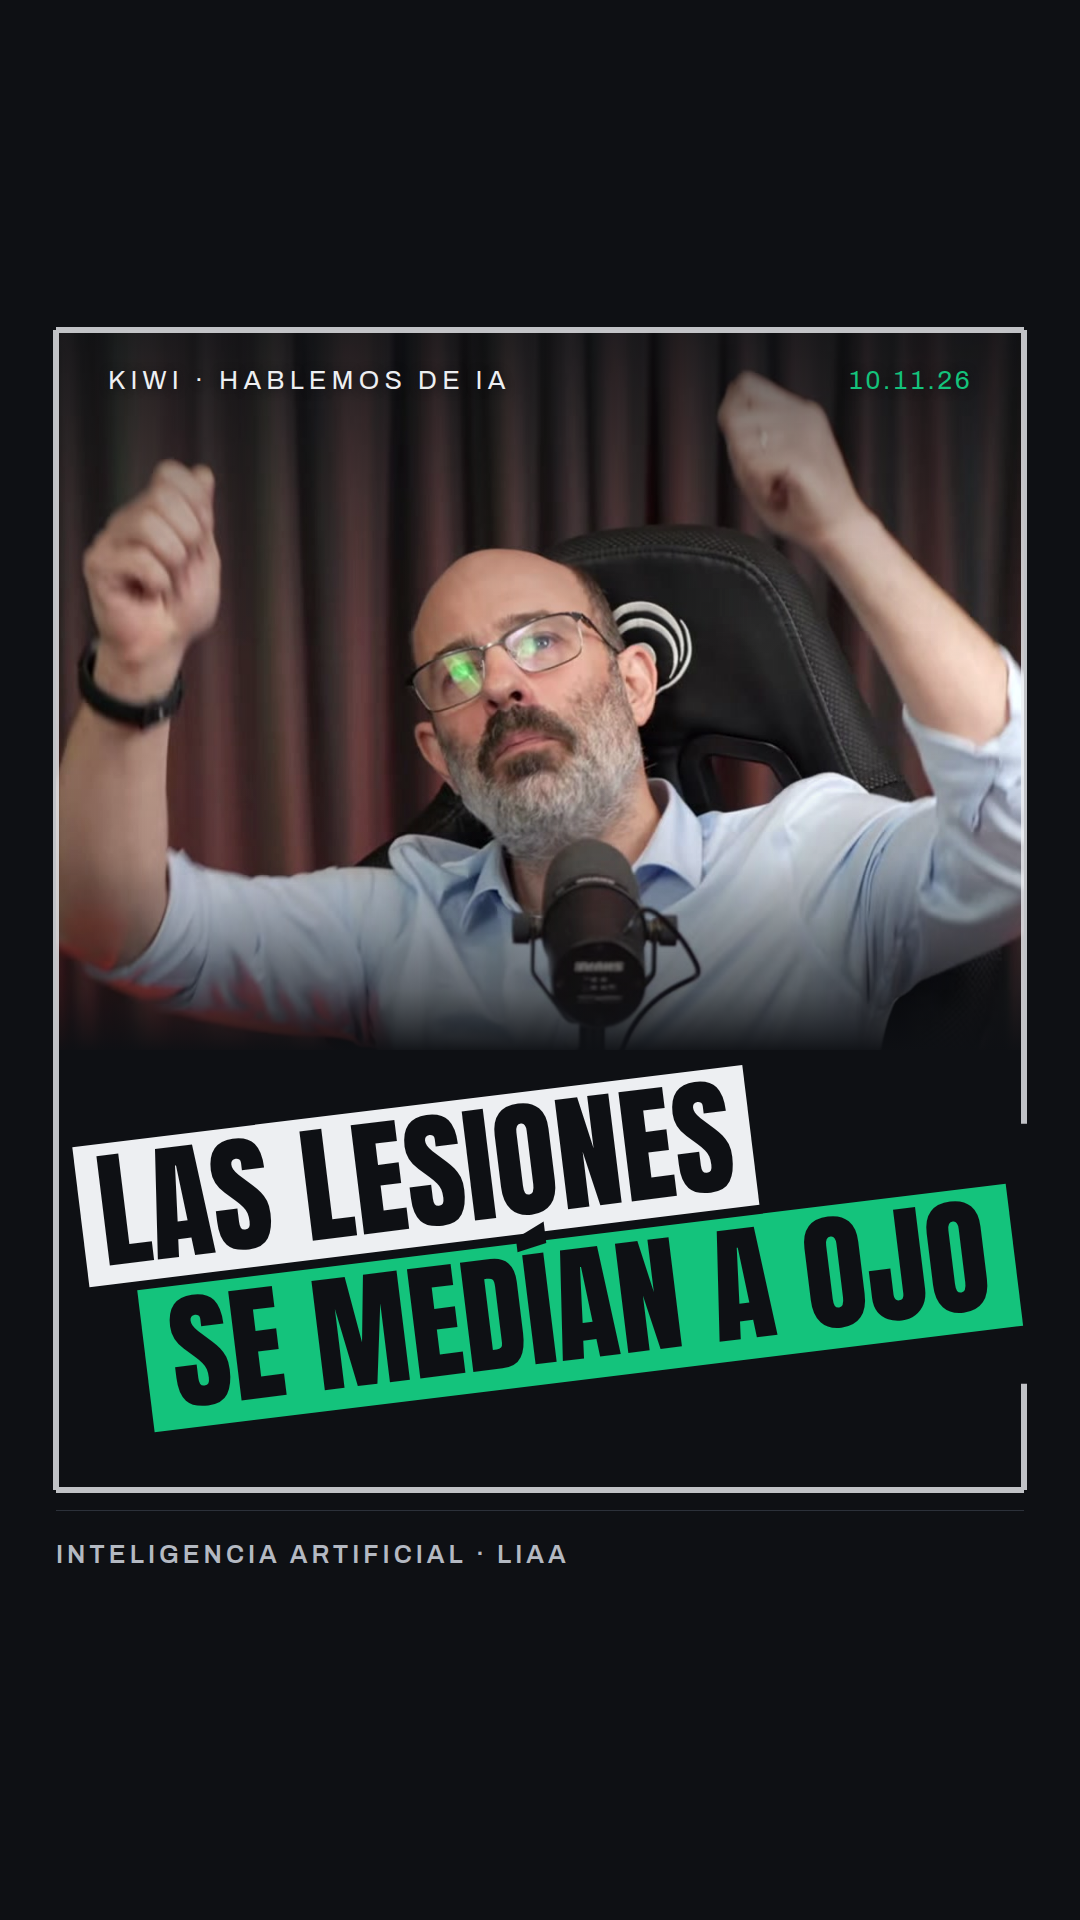 KIWI · HABLEMOS DE IA
10.11.26
LAS LESIONES
SE MEDÍAN A OJO
INTELIGENCIA ARTIFICIAL · LIAA